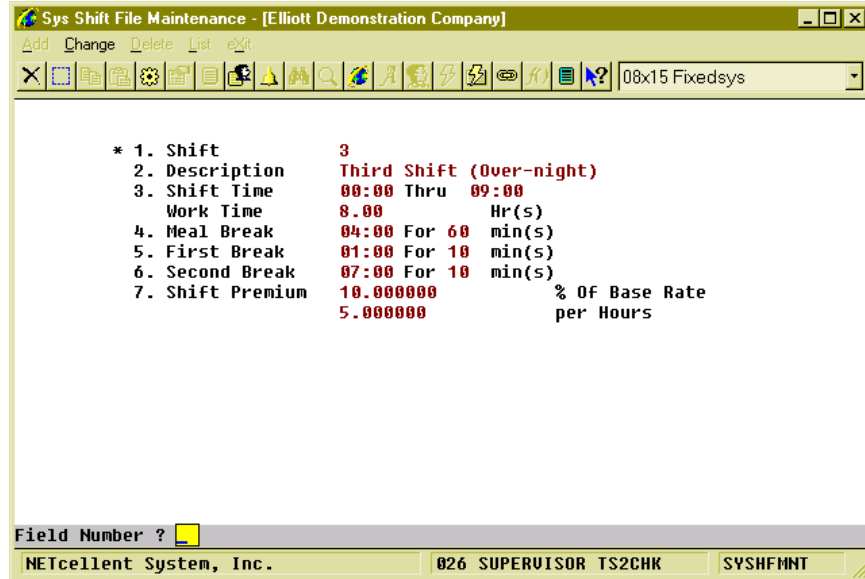 Sys Shift File Maintenance - [Elliott Demonstration Company]
Add Change Delete List eXit
08x15 Fixedsys
* 1. Shift 3
2. Description Third Shift (Over-night)
3. Shift Time 00:00 Thru 09:00
Work Time 8.00 Hr(s)
4. Meal Break 04:00 For 60 min(s)
5. First Break 01:00 For 10 min(s)
6. Second Break 07:00 For 10 min(s)
7. Shift Premium 10.000000 % Of Base Rate
5.000000 per Hours
Field Number ? _
NETcellent System, Inc. 026 SUPERVISOR TS2CHK SYSHFMNT